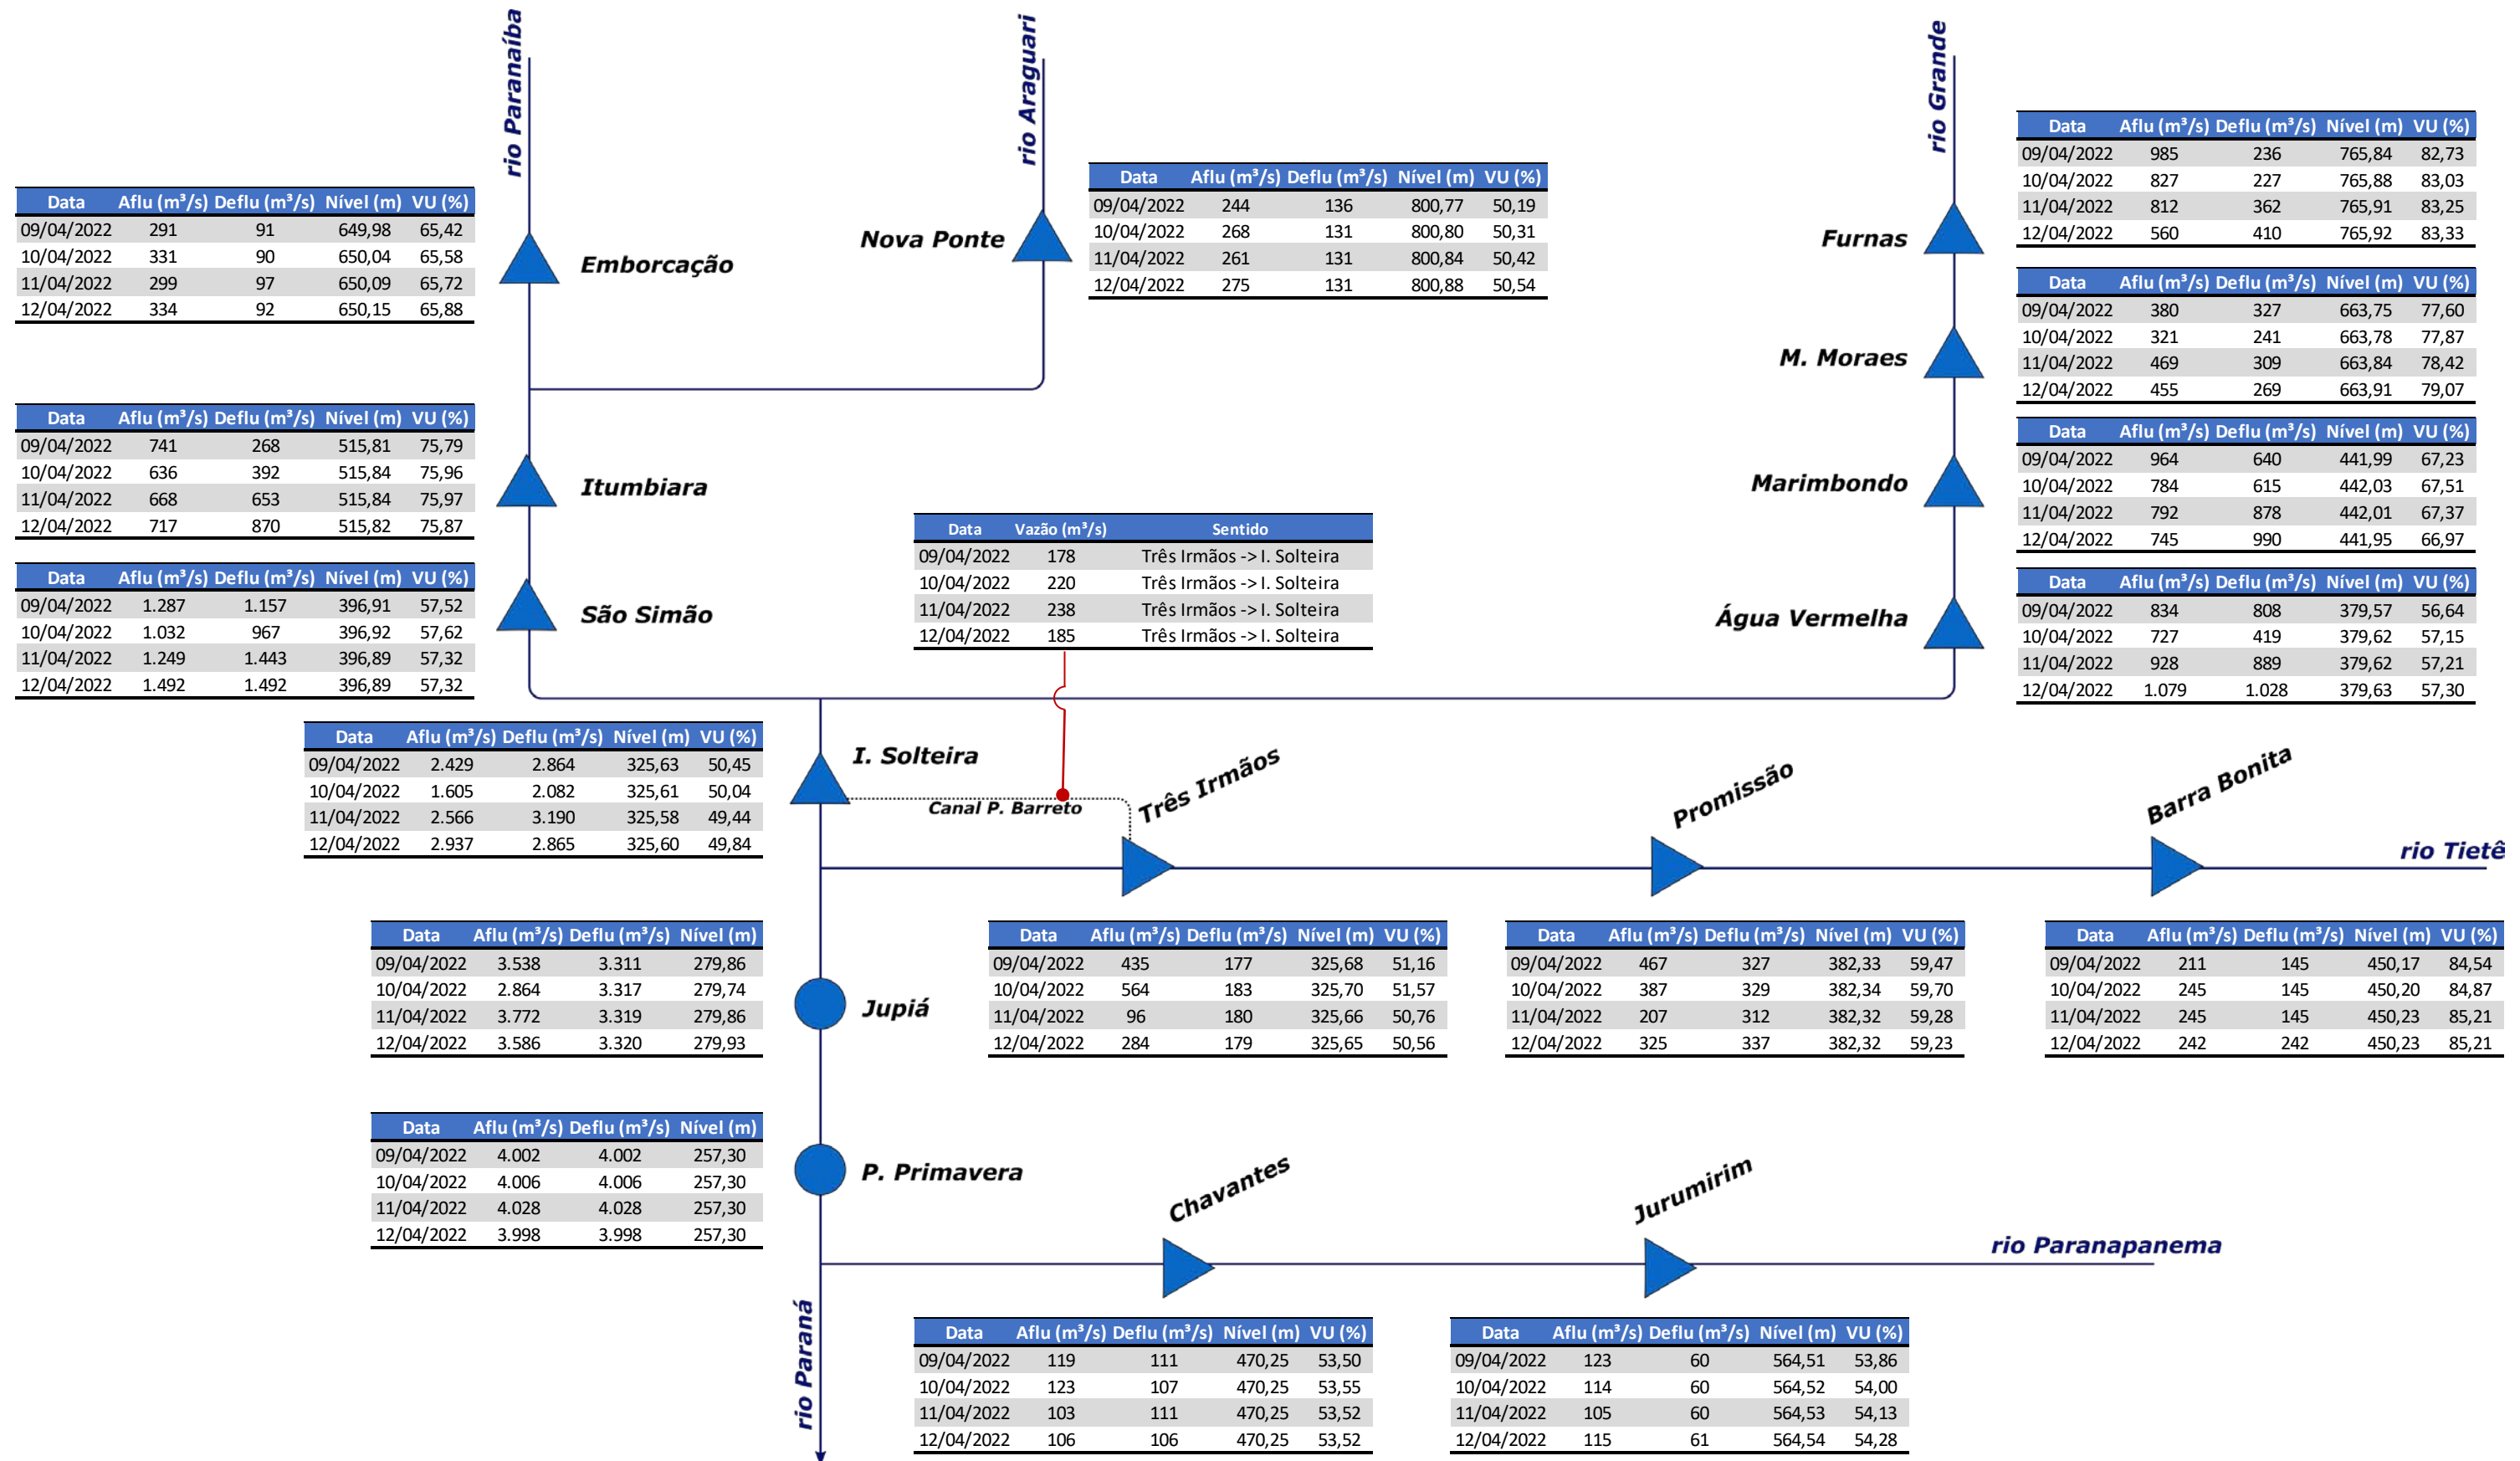 rio Paranaíba
rio Araguari
rio Grande
Data Aflu (m³/s) Deflu (m³/s) Nível (m) VU (%)
09/04/2022 291 91 649,98 65,42
10/04/2022 331 90 650,04 65,58
11/04/2022 299 97 650,09 65,72
12/04/2022 334 92 650,15 65,88
Emborcação
Nova Ponte
Data Aflu (m³/s) Deflu (m³/s) Nível (m) VU (%)
09/04/2022 244 136 800,77 50,19
10/04/2022 268 131 800,80 50,31
11/04/2022 261 131 800,84 50,42
12/04/2022 275 131 800,88 50,54
Furnas
Data Aflu (m³/s) Deflu (m³/s) Nível (m) VU (%)
09/04/2022 985 236 765,84 82,73
10/04/2022 827 227 765,88 83,03
11/04/2022 812 362 765,91 83,25
12/04/2022 560 410 765,92 83,33
M. Moraes
Data Aflu (m³/s) Deflu (m³/s) Nível (m) VU (%)
09/04/2022 380 327 663,75 77,60
10/04/2022 321 241 663,78 77,87
11/04/2022 469 309 663,84 78,42
12/04/2022 455 269 663,91 79,07
Data Aflu (m³/s) Deflu (m³/s) Nível (m) VU (%)
09/04/2022 741 268 515,81 75,79
10/04/2022 636 392 515,84 75,96
11/04/2022 668 653 515,84 75,97
12/04/2022 717 870 515,82 75,87
Itumbiara
Marimbondo
Data Aflu (m³/s) Deflu (m³/s) Nível (m) VU (%)
09/04/2022 964 640 441,99 67,23
10/04/2022 784 615 442,03 67,51
11/04/2022 792 878 442,01 67,37
12/04/2022 745 990 441,95 66,97
Data Aflu (m³/s) Deflu (m³/s) Nível (m) VU (%)
09/04/2022 1.287 1.157 396,91 57,52
10/04/2022 1.032 967 396,92 57,62
11/04/2022 1.249 1.443 396,89 57,32
12/04/2022 1.492 1.492 396,89 57,32
São Simão
Data Vazão (m³/s) Sentido
09/04/2022 178 Três Irmãos -> I. Solteira
10/04/2022 220 Três Irmãos -> I. Solteira
11/04/2022 238 Três Irmãos -> I. Solteira
12/04/2022 185 Três Irmãos -> I. Solteira
Água Vermelha
Data Aflu (m³/s) Deflu (m³/s) Nível (m) VU (%)
09/04/2022 834 808 379,57 56,64
10/04/2022 727 419 379,62 57,15
11/04/2022 928 889 379,62 57,21
12/04/2022 1.079 1.028 379,63 57,30
Data Aflu (m³/s) Deflu (m³/s) Nível (m) VU (%)
09/04/2022 2.429 2.864 325,63 50,45
10/04/2022 1.605 2.082 325,61 50,04
11/04/2022 2.566 3.190 325,58 49,44
12/04/2022 2.937 2.865 325,60 49,84
I. Solteira
Canal P. Barreto
Três Irmãos
Promissão
Barra Bonita
rio Tietê
Data Aflu (m³/s) Deflu (m³/s) Nível (m)
09/04/2022 3.538 3.311 279,86
10/04/2022 2.864 3.317 279,74
11/04/2022 3.772 3.319 279,86
12/04/2022 3.586 3.320 279,93
Jupiá
Data Aflu (m³/s) Deflu (m³/s) Nível (m) VU (%)
09/04/2022 435 177 325,68 51,16
10/04/2022 564 183 325,70 51,57
11/04/2022 96 180 325,66 50,76
12/04/2022 284 179 325,65 50,56
Data Aflu (m³/s) Deflu (m³/s) Nível (m) VU (%)
09/04/2022 467 327 382,33 59,47
10/04/2022 387 329 382,34 59,70
11/04/2022 207 312 382,32 59,28
12/04/2022 325 337 382,32 59,23
Data Aflu (m³/s) Deflu (m³/s) Nível (m) VU (%)
09/04/2022 211 145 450,17 84,54
10/04/2022 245 145 450,20 84,87
11/04/2022 245 145 450,23 85,21
12/04/2022 242 242 450,23 85,21
Data Aflu (m³/s) Deflu (m³/s) Nível (m)
09/04/2022 4.002 4.002 257,30
10/04/2022 4.006 4.006 257,30
11/04/2022 4.028 4.028 257,30
12/04/2022 3.998 3.998 257,30
P. Primavera
Chavantes
Jurumirim
rio Paranapanema
rio Paraná
Data Aflu (m³/s) Deflu (m³/s) Nível (m) VU (%)
09/04/2022 119 111 470,25 53,50
10/04/2022 123 107 470,25 53,55
11/04/2022 103 111 470,25 53,52
12/04/2022 106 106 470,25 53,52
Data Aflu (m³/s) Deflu (m³/s) Nível (m) VU (%)
09/04/2022 123 60 564,51 53,86
10/04/2022 114 60 564,52 54,00
11/04/2022 105 60 564,53 54,13
12/04/2022 115 61 564,54 54,28